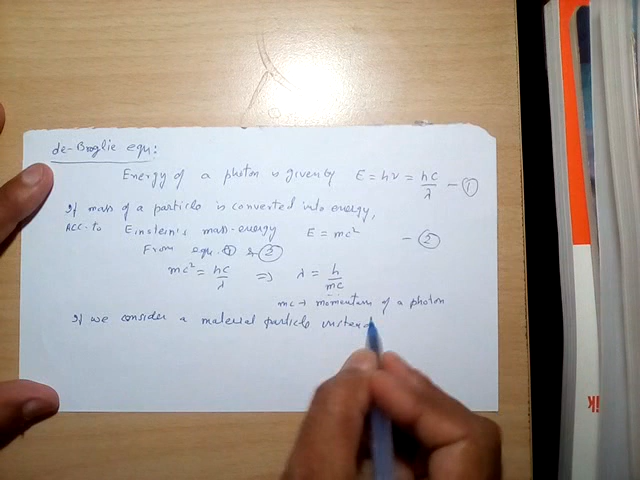 de-Broglie eqn:
Energy of a photon is given by E = hν = hc/λ - ①
If mass of a particle is converted into energy,
Acc. to Einstein's mass-energy E = mc² - ②
From eqn. ① & ②
mc² = hc/λ ⇒ λ = h/mc
mc → momentum of a photon
If we consider a material particle instead